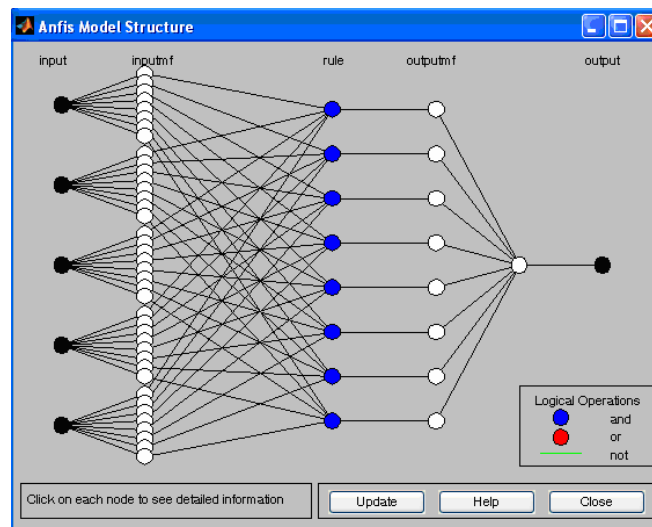 Anfis Model Structure
input inputmf rule outputmf output
Logical Operations
and
or
not
Click on each node to see detailed information
Update Help Close